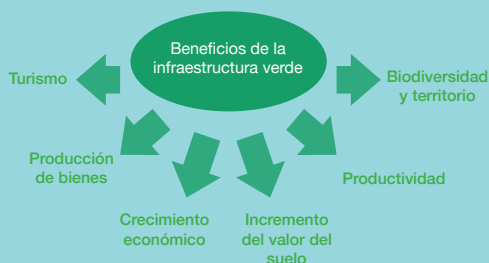 Beneficios de la
infraestructura verde
Turismo
Biodiversidad
y territorio
Producción
de bienes
Productividad
Crecimiento
económico
Incremento
del valor del
suelo